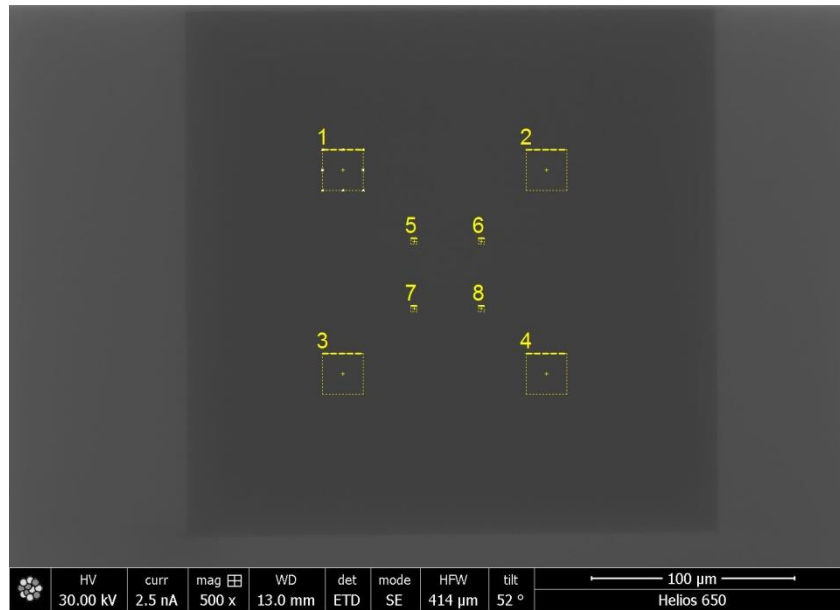 1 2
5 6
7 8
3 4
HV curr mag WD det mode HFW tilt 100 μm
30.00 kV 2.5 nA 500 x 13.0 mm ETD SE 414 μm 52 º Helios 650